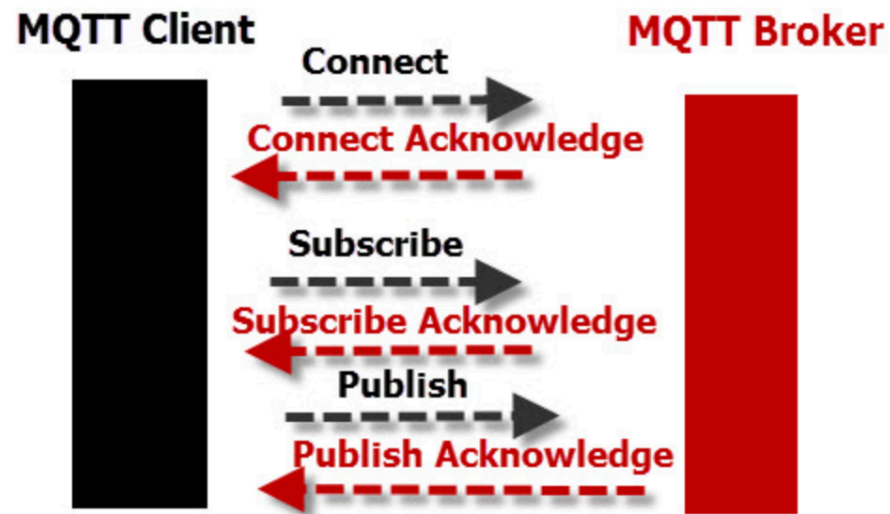 MQTT Client
MQTT Broker
Connect
Connect Acknowledge
Subscribe
Subscribe Acknowledge
Publish
Publish Acknowledge